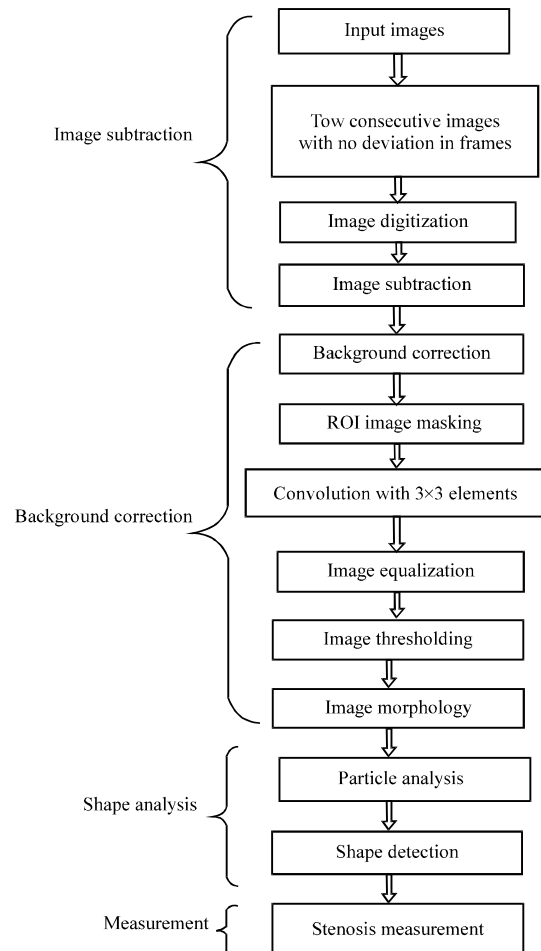 Input images
Image subtraction
Tow consecutive images
with no deviation in frames
Image digitization
Image subtraction
Background correction
ROI image masking
Convolution with 3×3 elements
Background correction
Image equalization
Image thresholding
Image morphology
Particle analysis
Shape analysis
Shape detection
Measurement
Stenosis measurement